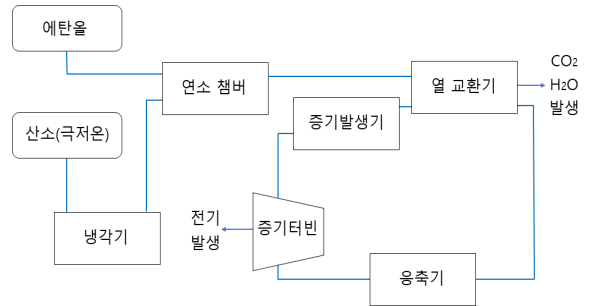 에탄올
연소 챔버
열 교환기
CO2
H2O
발생
산소(극저온)
증기발생기
냉각기
전기
발생
증기터빈
응축기